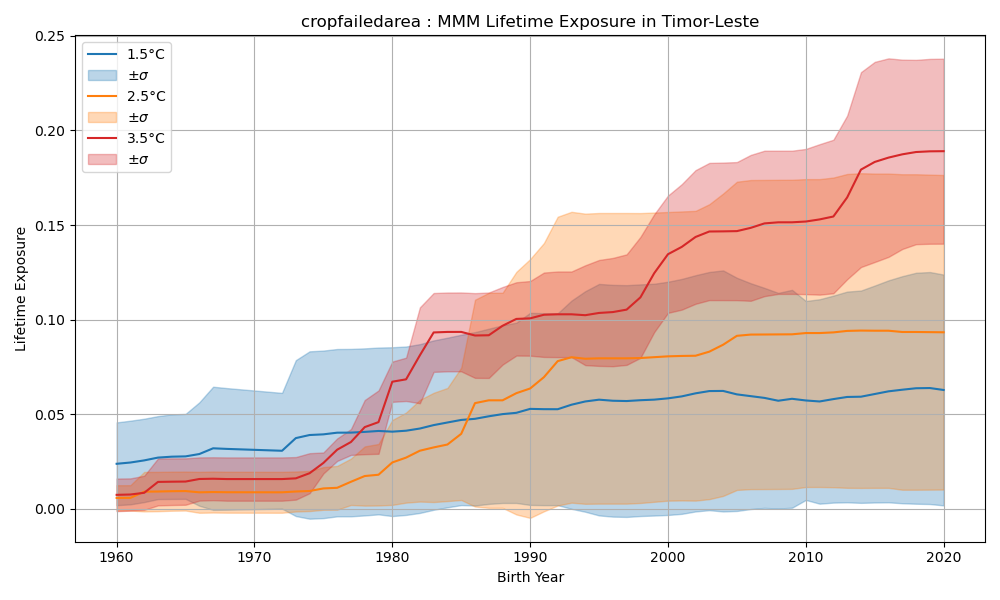 cropfailedarea : MMM Lifetime Exposure in Timor-Leste
Lifetime Exposure
0.25
0.20
0.15
0.10
0.05
0.00
1.5°C
±σ
2.5°C
±σ
3.5°C
±σ
1960 1970 1980 1990 2000 2010 2020
Birth Year